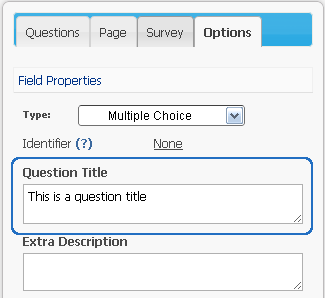 Questions Page Survey Options
Field Properties
Type: Multiple Choice
Identifier (?) None
Question Title
This is a question title
Extra Description